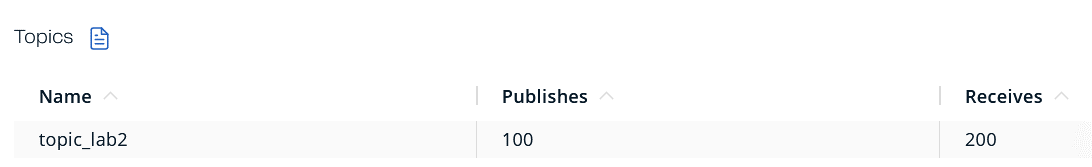 Topics
Name Publishes Receives
topic_lab2 100 200